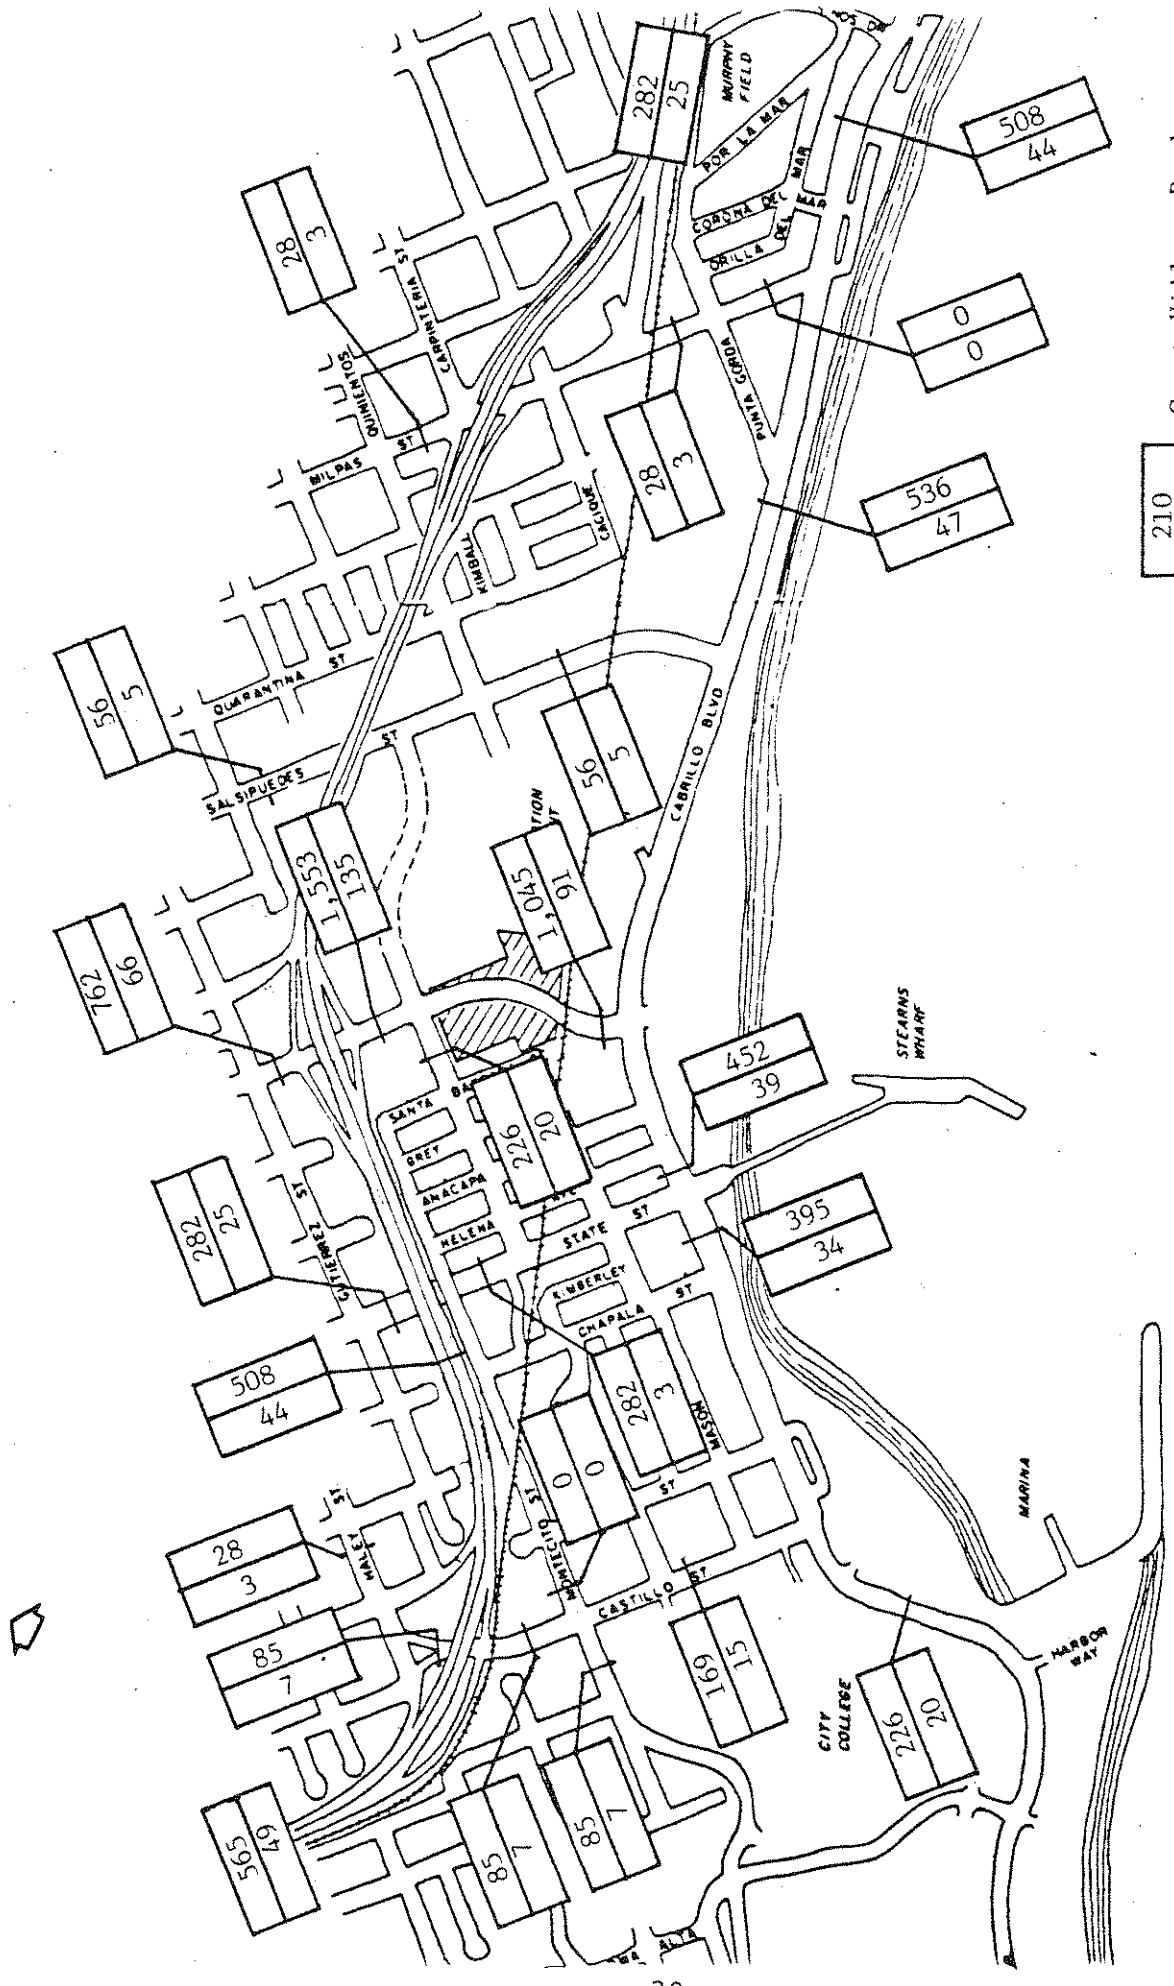 565
49
85
7
28
3
508
44
282
25
762
66
1,553
135
56
5
28
3
282
25
MURPHY
FIELD
85
7
85
7
0
0
282
3
226
20
1,045
91
56
5
28
3
169
15
226
20
395
34
452
39
536
47
0
0
508
44
210
HALEY
ST
GUTIERREZ
ST
SALSIPUEDES
ST
QUARANTINA
ST
MILPAS
ST
QUINIENTOS
CARPINTERIA
ST
KIMBALL
CACIQUE
PUNTA GORDA
POR LA MAR
CORONA DEL MAR
ORILLA DEL MAR
CABRILLO BLVD
SANTA BA
GREY
ANACAPA
HELENA
STATE
ST
KIMBERLEY
CHAPALA
ST
MASON
ST
MONTECITO
ST
CASTILLO
ST
TION
CITY
COLLEGE
HARBOR
WAY
MARINA
STEARNS
WHARF
ALTA